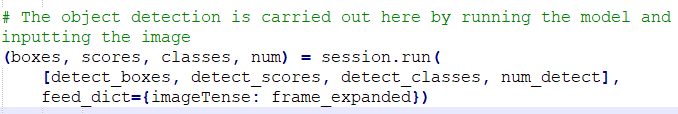 # The object detection is carried out here by running the model and
inputting the image
(boxes, scores, classes, num) = session.run(
[detect_boxes, detect_scores, detect_classes, num_detect],
feed_dict={imageTense: frame_expanded})